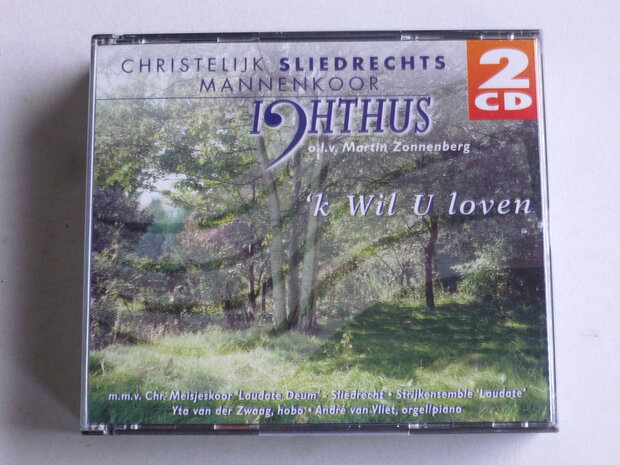 CHRISTELIJK SLIEDRECHTS
MANNENKOOR
ICHTHUS
o.l.v. Martin Zonnenberg
2
CD
'k Wil U loven
m.m.v. Chr. Meisjeskoor 'Laudate Deum' - Sliedrecht • Strijkensemble 'Laudate'
Yta van der Zwaag, hobo • André van Vliet, orgel/piano